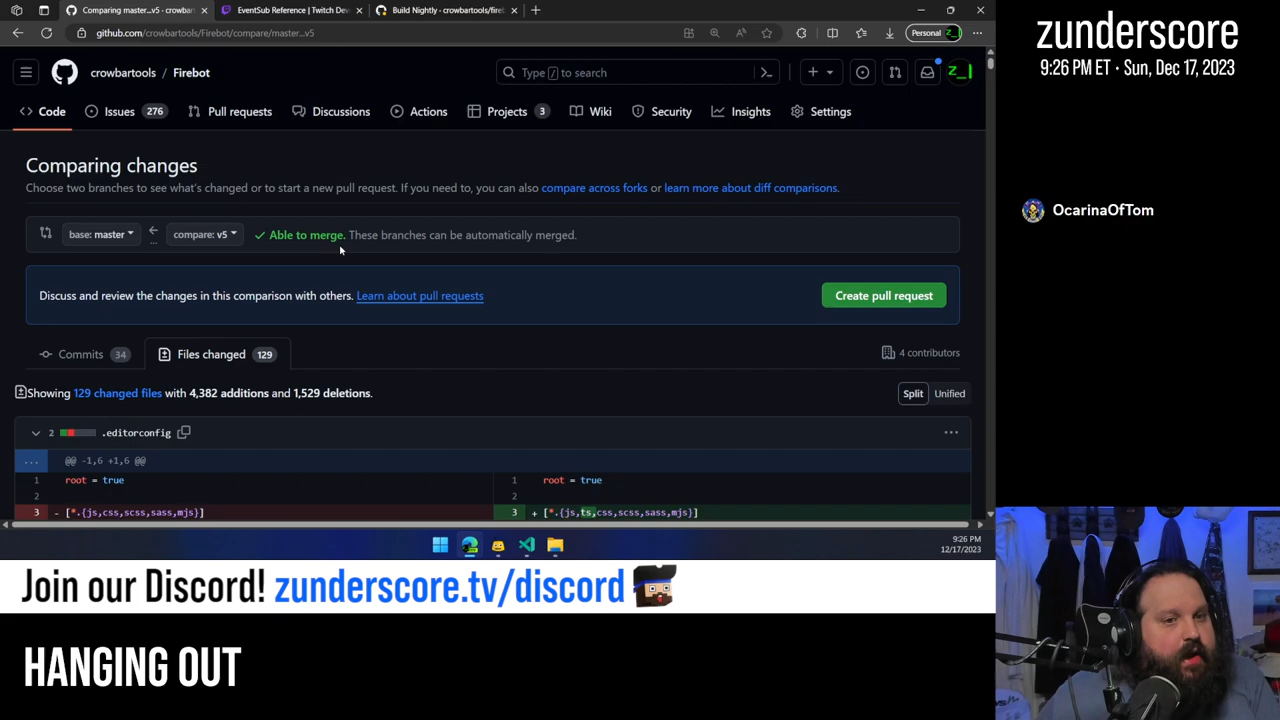 Comparing master...v5 · crowbart
EventSub Reference | Twitch Dev
Build Nightly · crowbartools/fire
github.com/crowbartools/Firebot/compare/master...v5
Personal
Z_|
crowbartools / Firebot
Type / to search
Z_|
Code
Issues 276
Pull requests
Discussions
Actions
Projects 3
Wiki
Security
Insights
Settings
Comparing changes
Choose two branches to see what's changed or to start a new pull request. If you need to, you can also compare across forks or learn more about diff comparisons.
base: master
...
compare: v5
Able to merge. These branches can be automatically merged.
Discuss and review the changes in this comparison with others. Learn about pull requests
Create pull request
Commits 34
Files changed 129
4 contributors
Showing 129 changed files with 4,382 additions and 1,529 deletions.
Split
Unified
2 .editorconfig
...
... @@ -1,6 +1,6 @@
1 root = true
2
3 - [*.{js,css,scss,sass,mjs}]
1 root = true
2
3 + [*.{js,ts,css,scss,sass,mjs}]
9:26 PM
12/17/2023
Join our Discord! zunderscore.tv/discord
HANGING OUT
zunderscore
9:26 PM ET • Sun, Dec 17, 2023
OcarinaOfTom